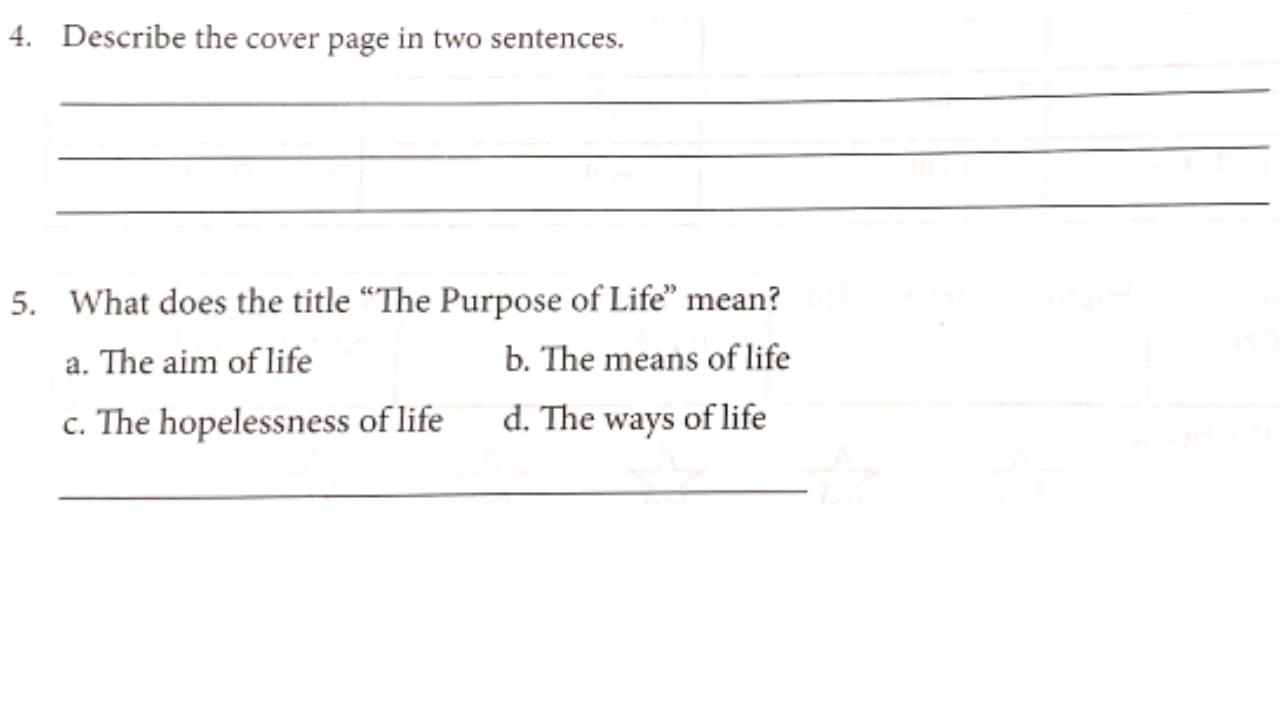 4. Describe the cover page in two sentences.
5. What does the title “The Purpose of Life” mean?
a. The aim of life b. The means of life
c. The hopelessness of life d. The ways of life